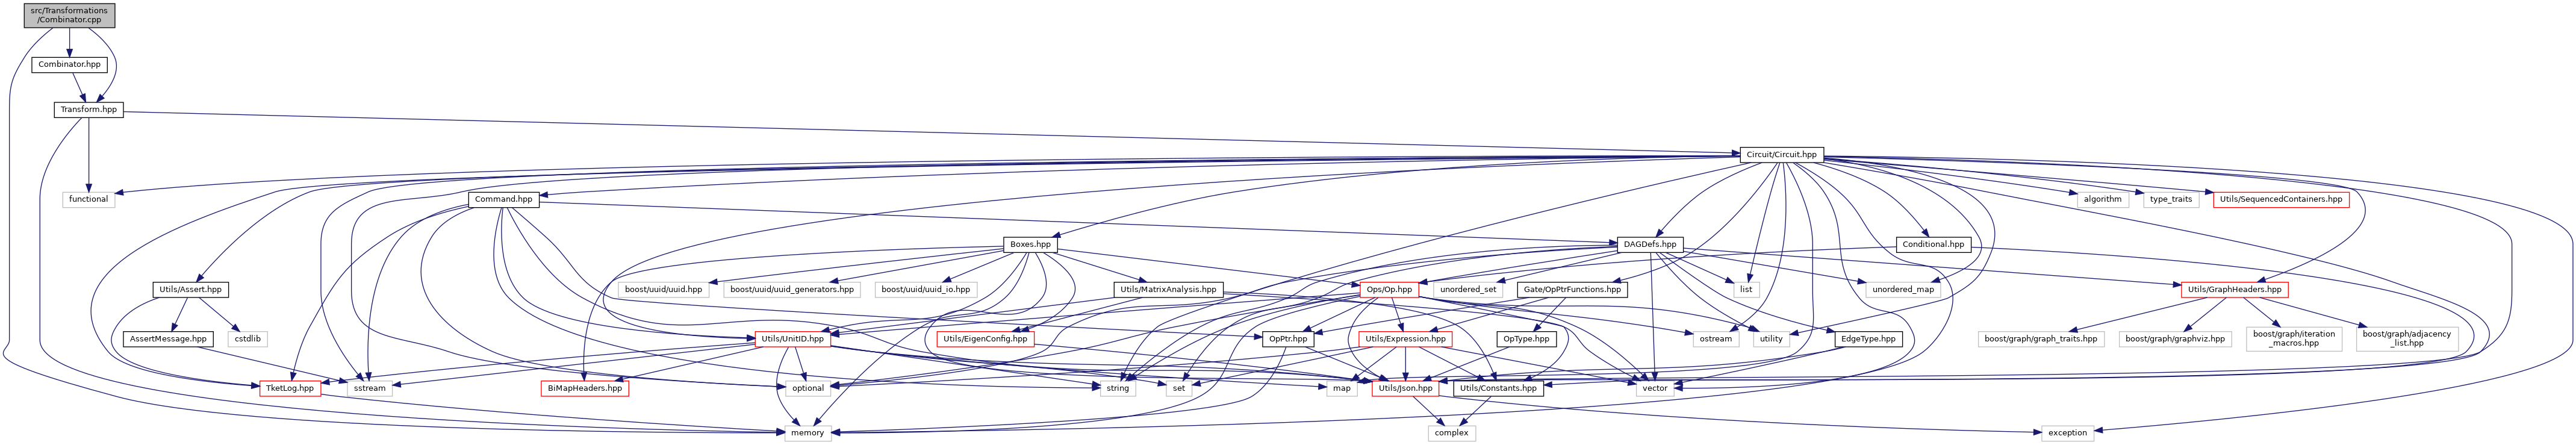 src/Transformations
/Combinator.cpp
Combinator.hpp
Transform.hpp
Circuit/Circuit.hpp
functional
Command.hpp
algorithm
type_traits
Utils/SequencedContainers.hpp
Boxes.hpp
DAGDefs.hpp
Conditional.hpp
Utils/Assert.hpp
boost/uuid/uuid.hpp
boost/uuid/uuid_generators.hpp
boost/uuid/uuid_io.hpp
Utils/MatrixAnalysis.hpp
Ops/Op.hpp
unordered_set
Gate/OpPtrFunctions.hpp
list
unordered_map
Utils/GraphHeaders.hpp
AssertMessage.hpp
cstdlib
Utils/UnitID.hpp
Utils/EigenConfig.hpp
OpPtr.hpp
Utils/Expression.hpp
OpType.hpp
ostream
utility
EdgeType.hpp
boost/graph/graph_traits.hpp
boost/graph/graphviz.hpp
boost/graph/iteration
_macros.hpp
boost/graph/adjacency
_list.hpp
TketLog.hpp
sstream
BiMapHeaders.hpp
optional
string
set
map
Utils/Json.hpp
Utils/Constants.hpp
vector
memory
complex
exception